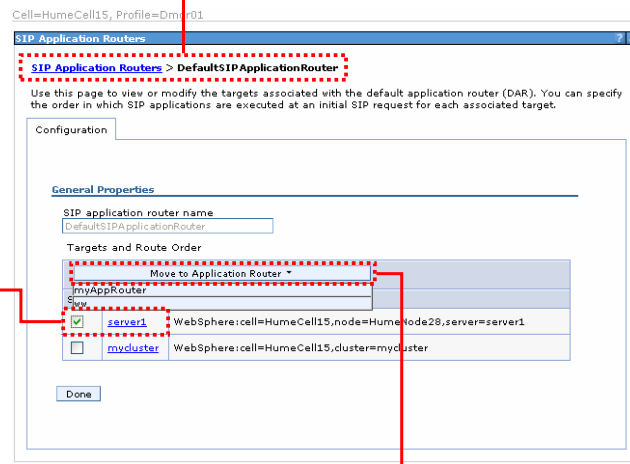 Cell=HumeCell15, Profile=Dmgr01
SIP Application Routers ?
SIP Application Routers > DefaultSIPApplicationRouter
Use this page to view or modify the targets associated with the default application router (DAR). You can specify
the order in which SIP applications are executed at an initial SIP request for each associated target.
Configuration
General Properties
SIP application router name
DefaultSIPApplicationRouter
Targets and Route Order
Move to Application Router
myAppRouter
ww
server1 WebSphere:cell=HumeCell15,node=HumeNode28,server=server1
mycluster WebSphere:cell=HumeCell15,cluster=mycluster
Done